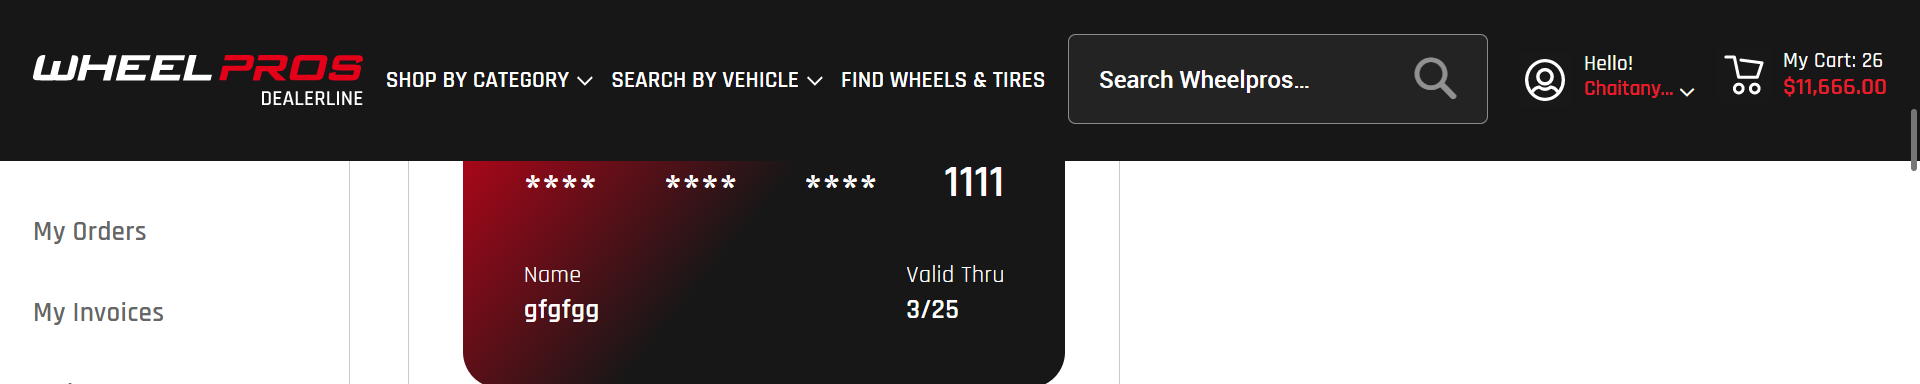 WHEEL PROS
DEALERLINE
SHOP BY CATEGORY
SEARCH BY VEHICLE
FIND WHEELS & TIRES
Search Wheelpros...
Hello!
Chaitany...
My Cart: 26
$11,666.00
My Orders
My Invoices
**** **** **** 1111
Name
gfgfgg
Valid Thru
3/25